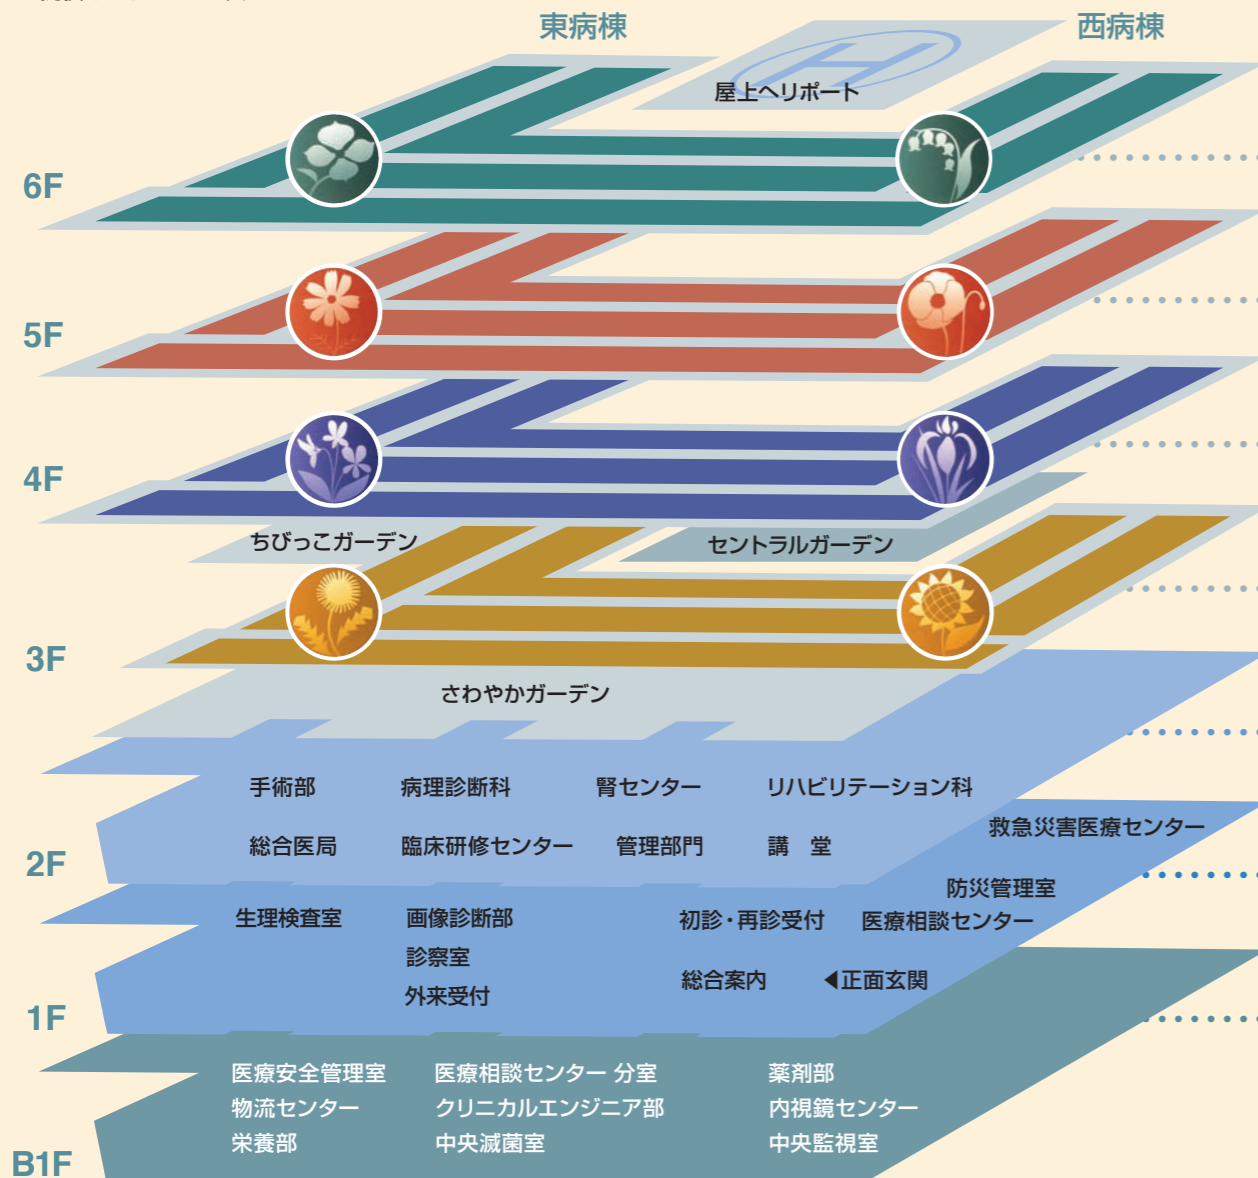 東病棟
西病棟
屋上ヘリポート
6F
5F
4F
ちびっこガーデン
セントラルガーデン
3F
さわやかガーデン
手術部 病理診断科 腎センター リハビリテーション科
救急災害医療センター
総合医局 臨床研修センター 管理部門 講 堂
2F
防災管理室
生理検査室 画像診断部 初診・再診受付 医療相談センター
診察室
総合案内 ◀正面玄関
外来受付
1F
医療安全管理室 医療相談センター 分室 薬剤部
物流センター クリニカルエンジニア部 内視鏡センター
栄養部 中央滅菌室 中央監視室
B1F